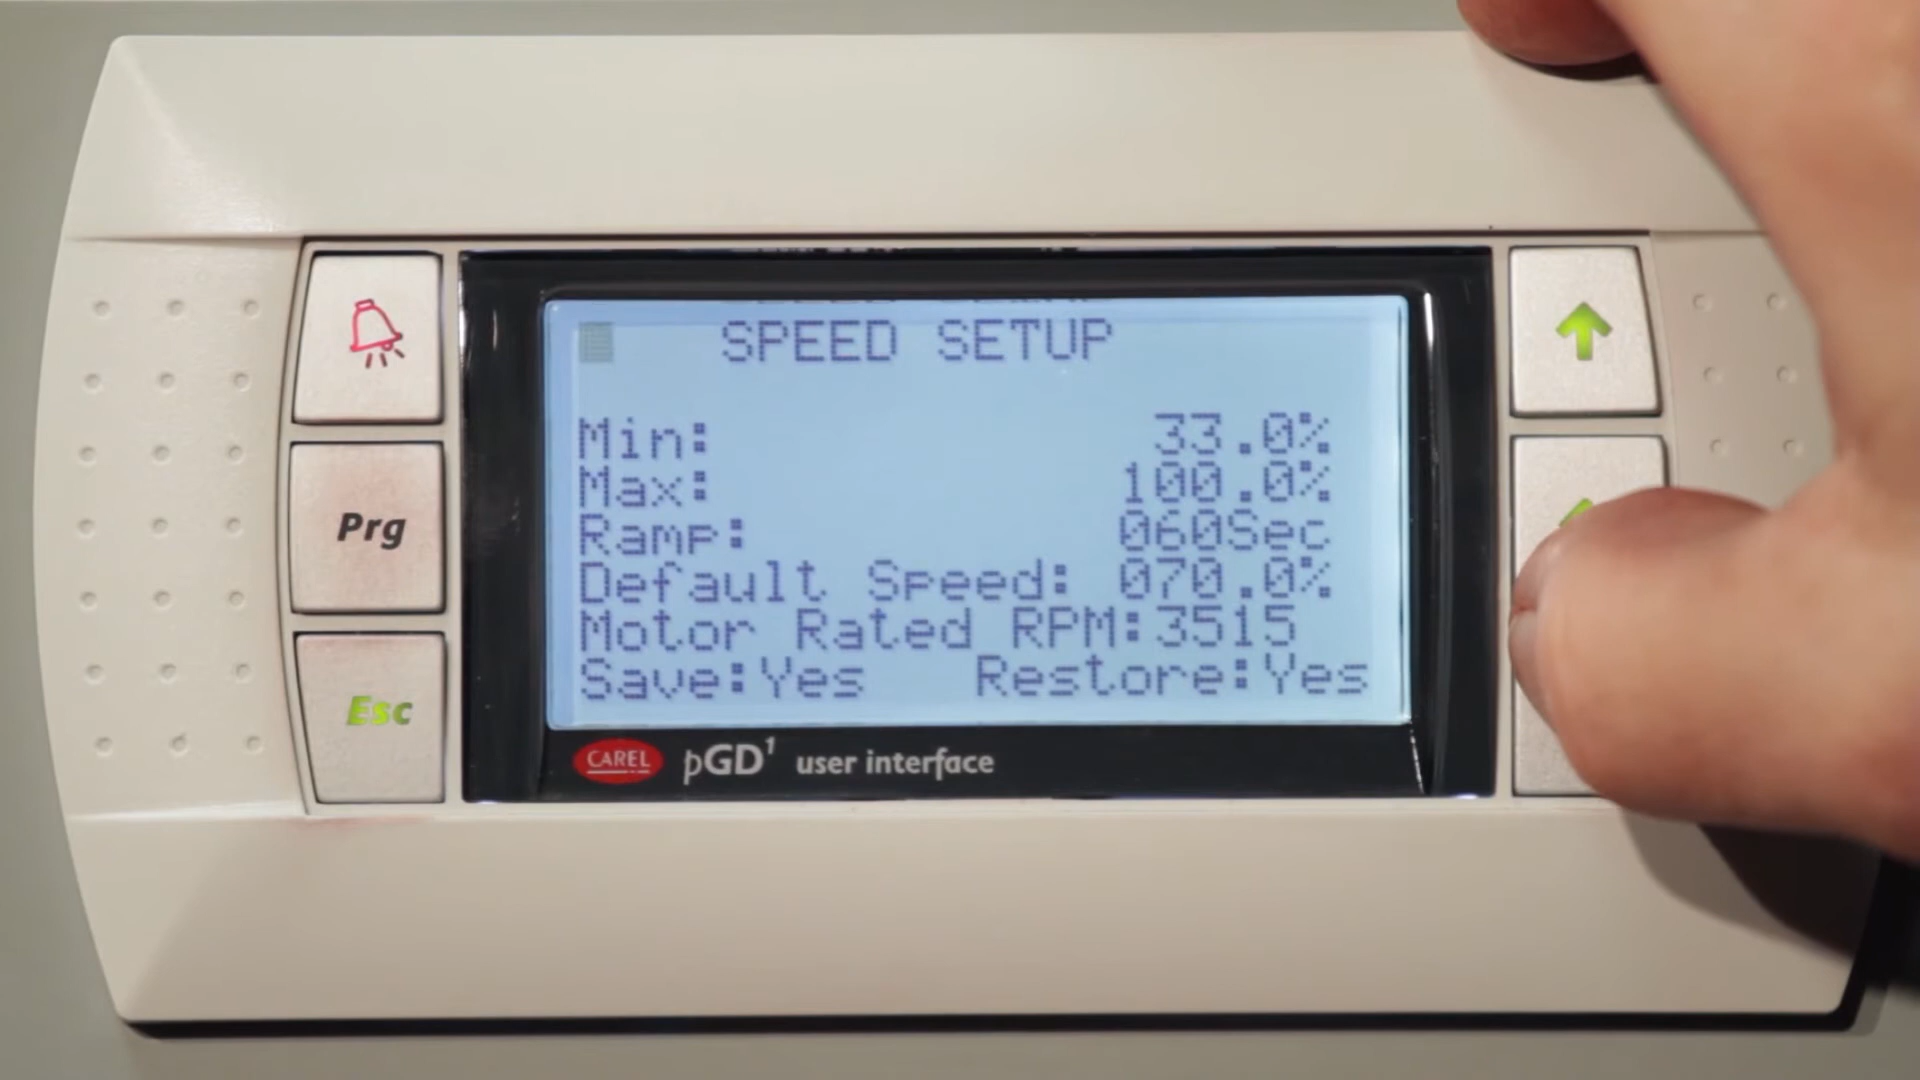 SPEED SETUP
Min: 33.0%
Max: 100.0%
Ramp: 060Sec
Default Speed: 070.0%
Motor Rated RPM:3515
Save:Yes Restore:Yes
Prg
Esc
CAREL pGD¹ user interface